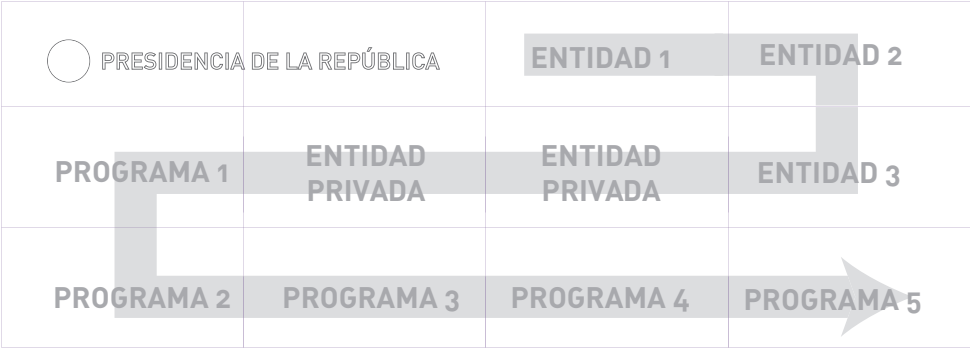 PRESIDENCIA DE LA REPÚBLICA
ENTIDAD 1
ENTIDAD 2
PROGRAMA 1
ENTIDAD
PRIVADA
ENTIDAD
PRIVADA
ENTIDAD 3
PROGRAMA 2
PROGRAMA 3
PROGRAMA 4
PROGRAMA 5